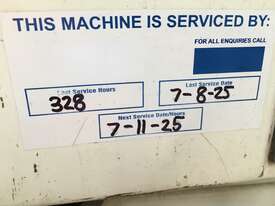 THIS MACHINE IS SERVICED BY:
FOR ALL ENQUIRIES CALL
Last Service Hours
328
Last Service Date
7-8-25
Next Service Date/Hours
7-11-25